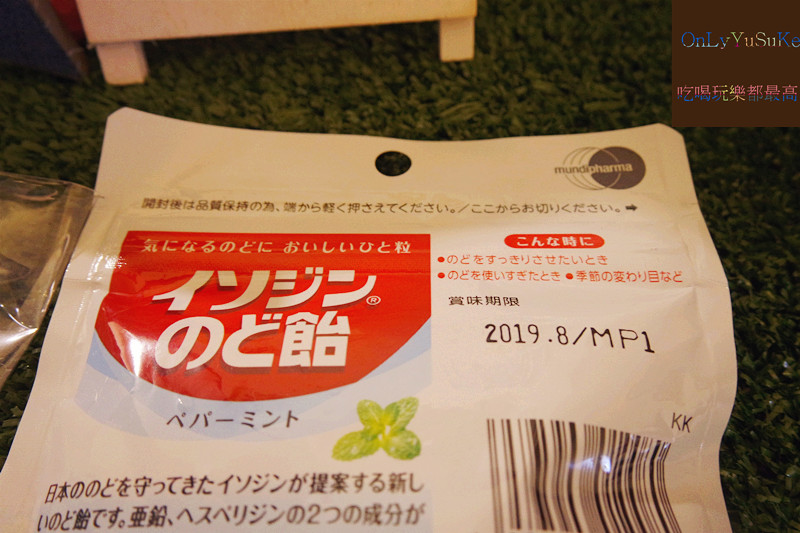 OnLyYuSuKe
吃喝玩樂都最高
mundipharma
開封後は品質保持の為、端から軽く押さえてください。／ここからお切りください。➡
気になるのどに おいしいひと粒
イソジン®
のど飴
ペパーミント
こんな時に
●のどをすっきりさせたいとき
●のどを使いすぎたとき ●季節の変わり目など
賞味期限
2019.8/MP1
KK
日本ののどを守ってきたイソジンが提案する新し
いのど飴です。亜鉛、ヘスペリジンの2つの成分が